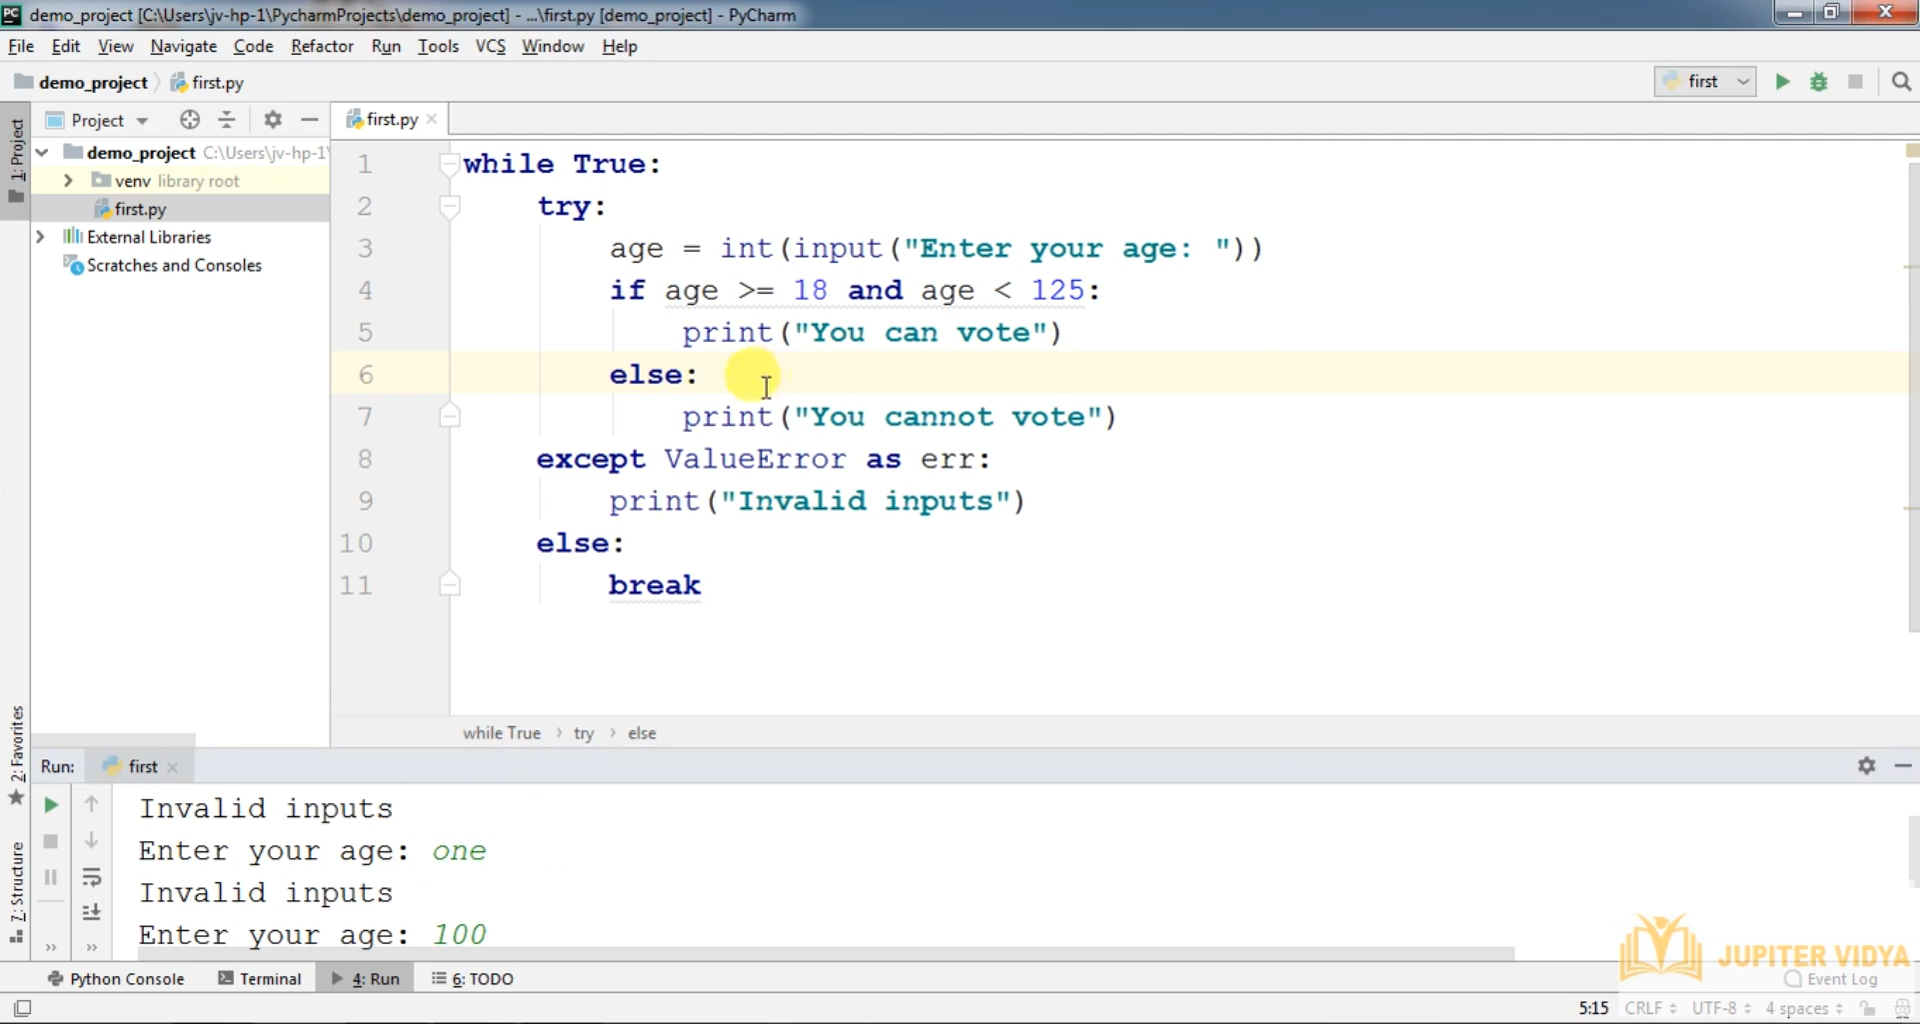 demo_project [C:\Users\jv-hp-1\PycharmProjects\demo_project] - ...\first.py [demo_project] - PyCharm
File Edit View Navigate Code Refactor Run Tools VCS Window Help
demo_project first.py first
1: Project
Project
first.py
demo_project C:\Users\jv-hp-1\
venv library root
first.py
External Libraries
Scratches and Consoles
1 while True:
2 try:
3 age = int(input("Enter your age: "))
4 if age >= 18 and age < 125:
5 print("You can vote")
6 else:
7 print("You cannot vote")
8 except ValueError as err:
9 print("Invalid inputs")
10 else:
11 break
while True › try › else
2: Favorites
7: Structure
Run: first
Invalid inputs
Enter your age: one
Invalid inputs
Enter your age: 100
JUPITER VIDYA
Python Console Terminal 4: Run 6: TODO Event Log
5:15 CRLF UTF-8 4 spaces